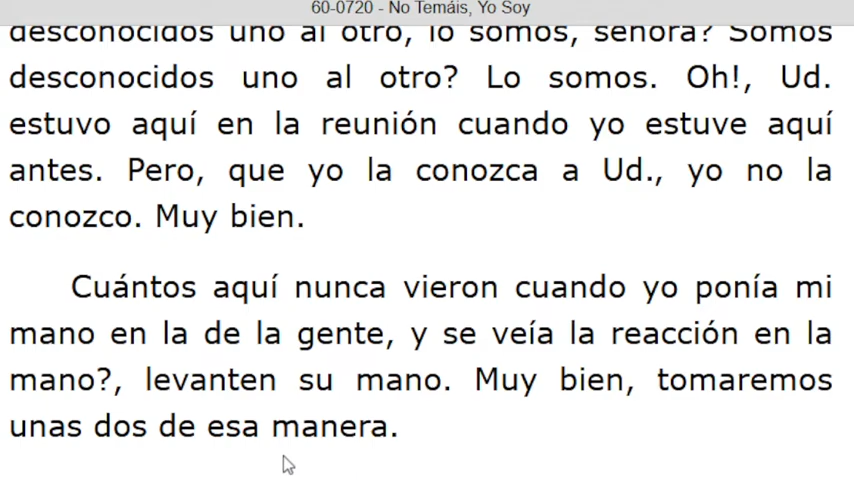 60-0720 - No Temáis, Yo Soy
desconocidos uno al otro, lo somos, señora? Somos
desconocidos uno al otro? Lo somos. Oh!, Ud.
estuvo aquí en la reunión cuando yo estuve aquí
antes. Pero, que yo la conozca a Ud., yo no la
conozco. Muy bien.
Cuántos aquí nunca vieron cuando yo ponía mi
mano en la de la gente, y se veía la reacción en la
mano?, levanten su mano. Muy bien, tomaremos
unas dos de esa manera.